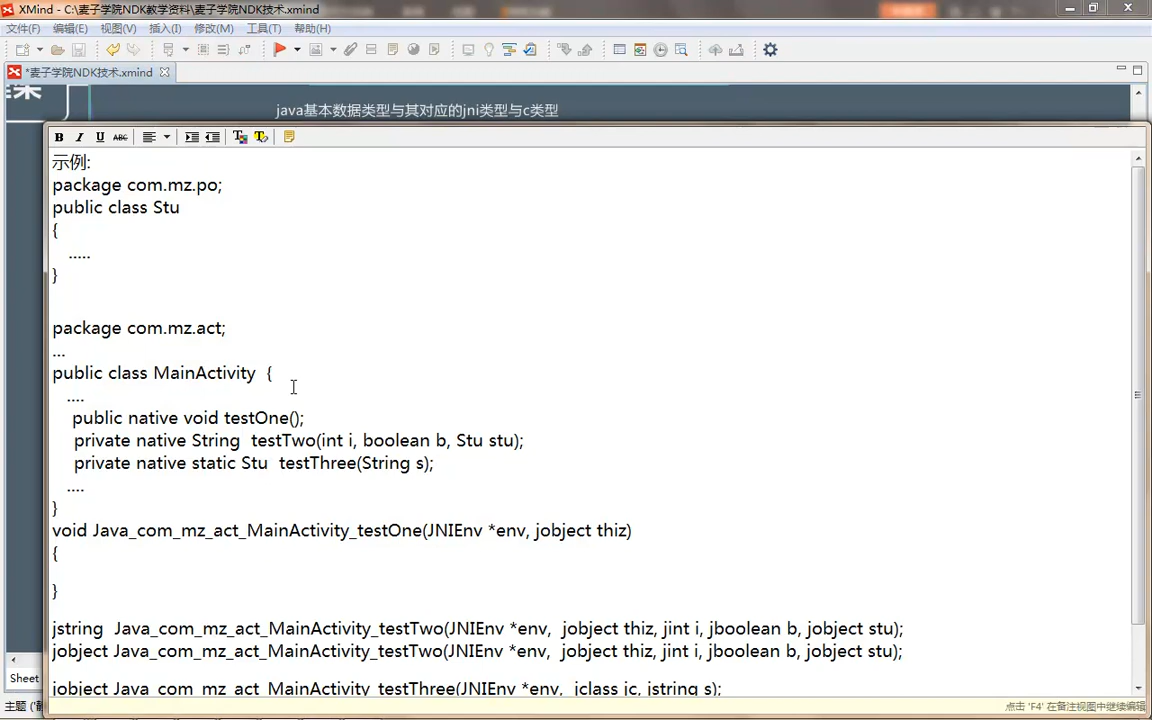 XMind - C:\麦子学院NDK教学资料\麦子学院NDK技术.xmind
文件(F) 编辑(E) 视图(V) 插入(I) 修改(M) 工具(T) 帮助(H)
*麦子学院NDK技术.xmind
java基本数据类型与其对应的jni类型与c类型
B I U ABC
示例:
package com.mz.po;
public class Stu
{
.....
}
package com.mz.act;
...
public class MainActivity {
....
public native void testOne();
private native String testTwo(int i, boolean b, Stu stu);
private native static Stu testThree(String s);
....
}
void Java_com_mz_act_MainActivity_testOne(JNIEnv *env, jobject thiz)
{
}
jstring Java_com_mz_act_MainActivity_testTwo(JNIEnv *env, jobject thiz, jint i, jboolean b, jobject stu);
jobject Java_com_mz_act_MainActivity_testTwo(JNIEnv *env, jobject thiz, jint i, jboolean b, jobject stu);
jobject Java_com_mz_act_MainActivity_testThree(JNIEnv *env, jclass jc, jstring s);
Sheet
点击 'F4' 在备注视图中继续编辑